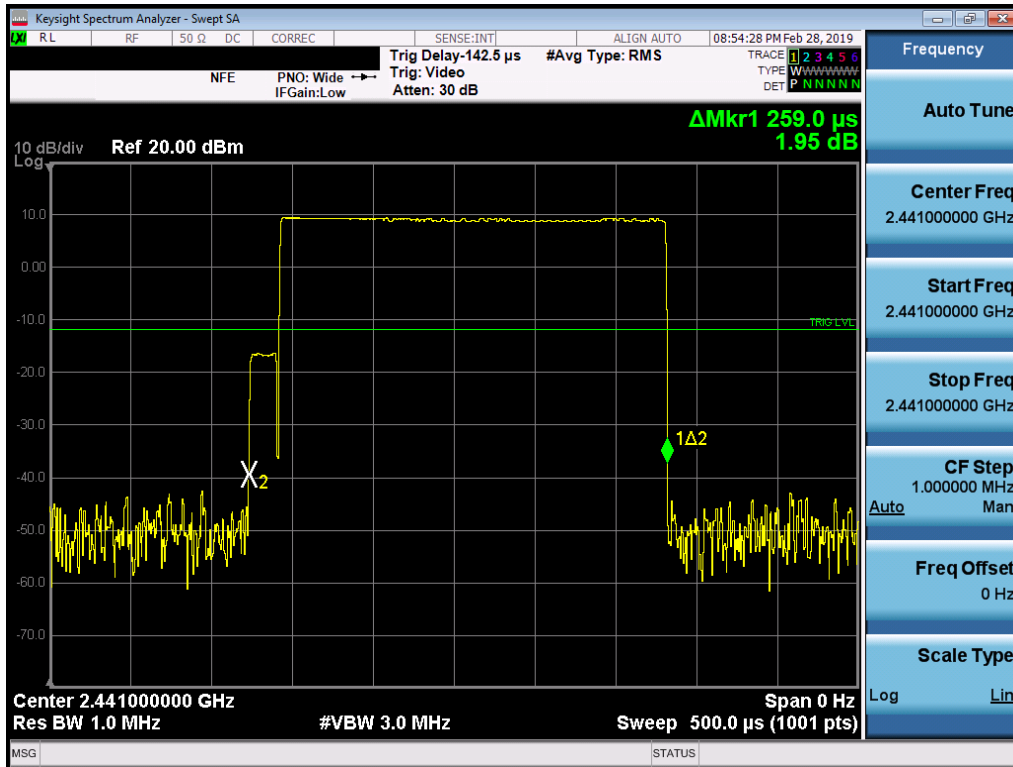 Keysight Spectrum Analyzer - Swept SA
LXI RL RF 50 Ω DC CORREC SENSE:INT ALIGN AUTO 08:54:28 PM Feb 28, 2019
NFE PNO: Wide IFGain:Low
Trig Delay-142.5 µs #Avg Type: RMS
Trig: Video
Atten: 30 dB
TRACE 1 2 3 4 5 6
TYPE WWWWWW
DET P N N N N N
ΔMkr1 259.0 µs
1.95 dB
10 dB/div Ref 20.00 dBm
Log
10.0
0.00
-10.0
TRIG LVL
-20.0
-30.0
1Δ2
-40.0
X2
-50.0
-60.0
-70.0
Center 2.441000000 GHz Span 0 Hz
Res BW 1.0 MHz #VBW 3.0 MHz Sweep 500.0 µs (1001 pts)
MSG STATUS
Frequency
Auto Tune
Center Freq
2.441000000 GHz
Start Freq
2.441000000 GHz
Stop Freq
2.441000000 GHz
CF Step
1.000000 MHz
Auto Man
Freq Offset
0 Hz
Scale Type
Log Lin